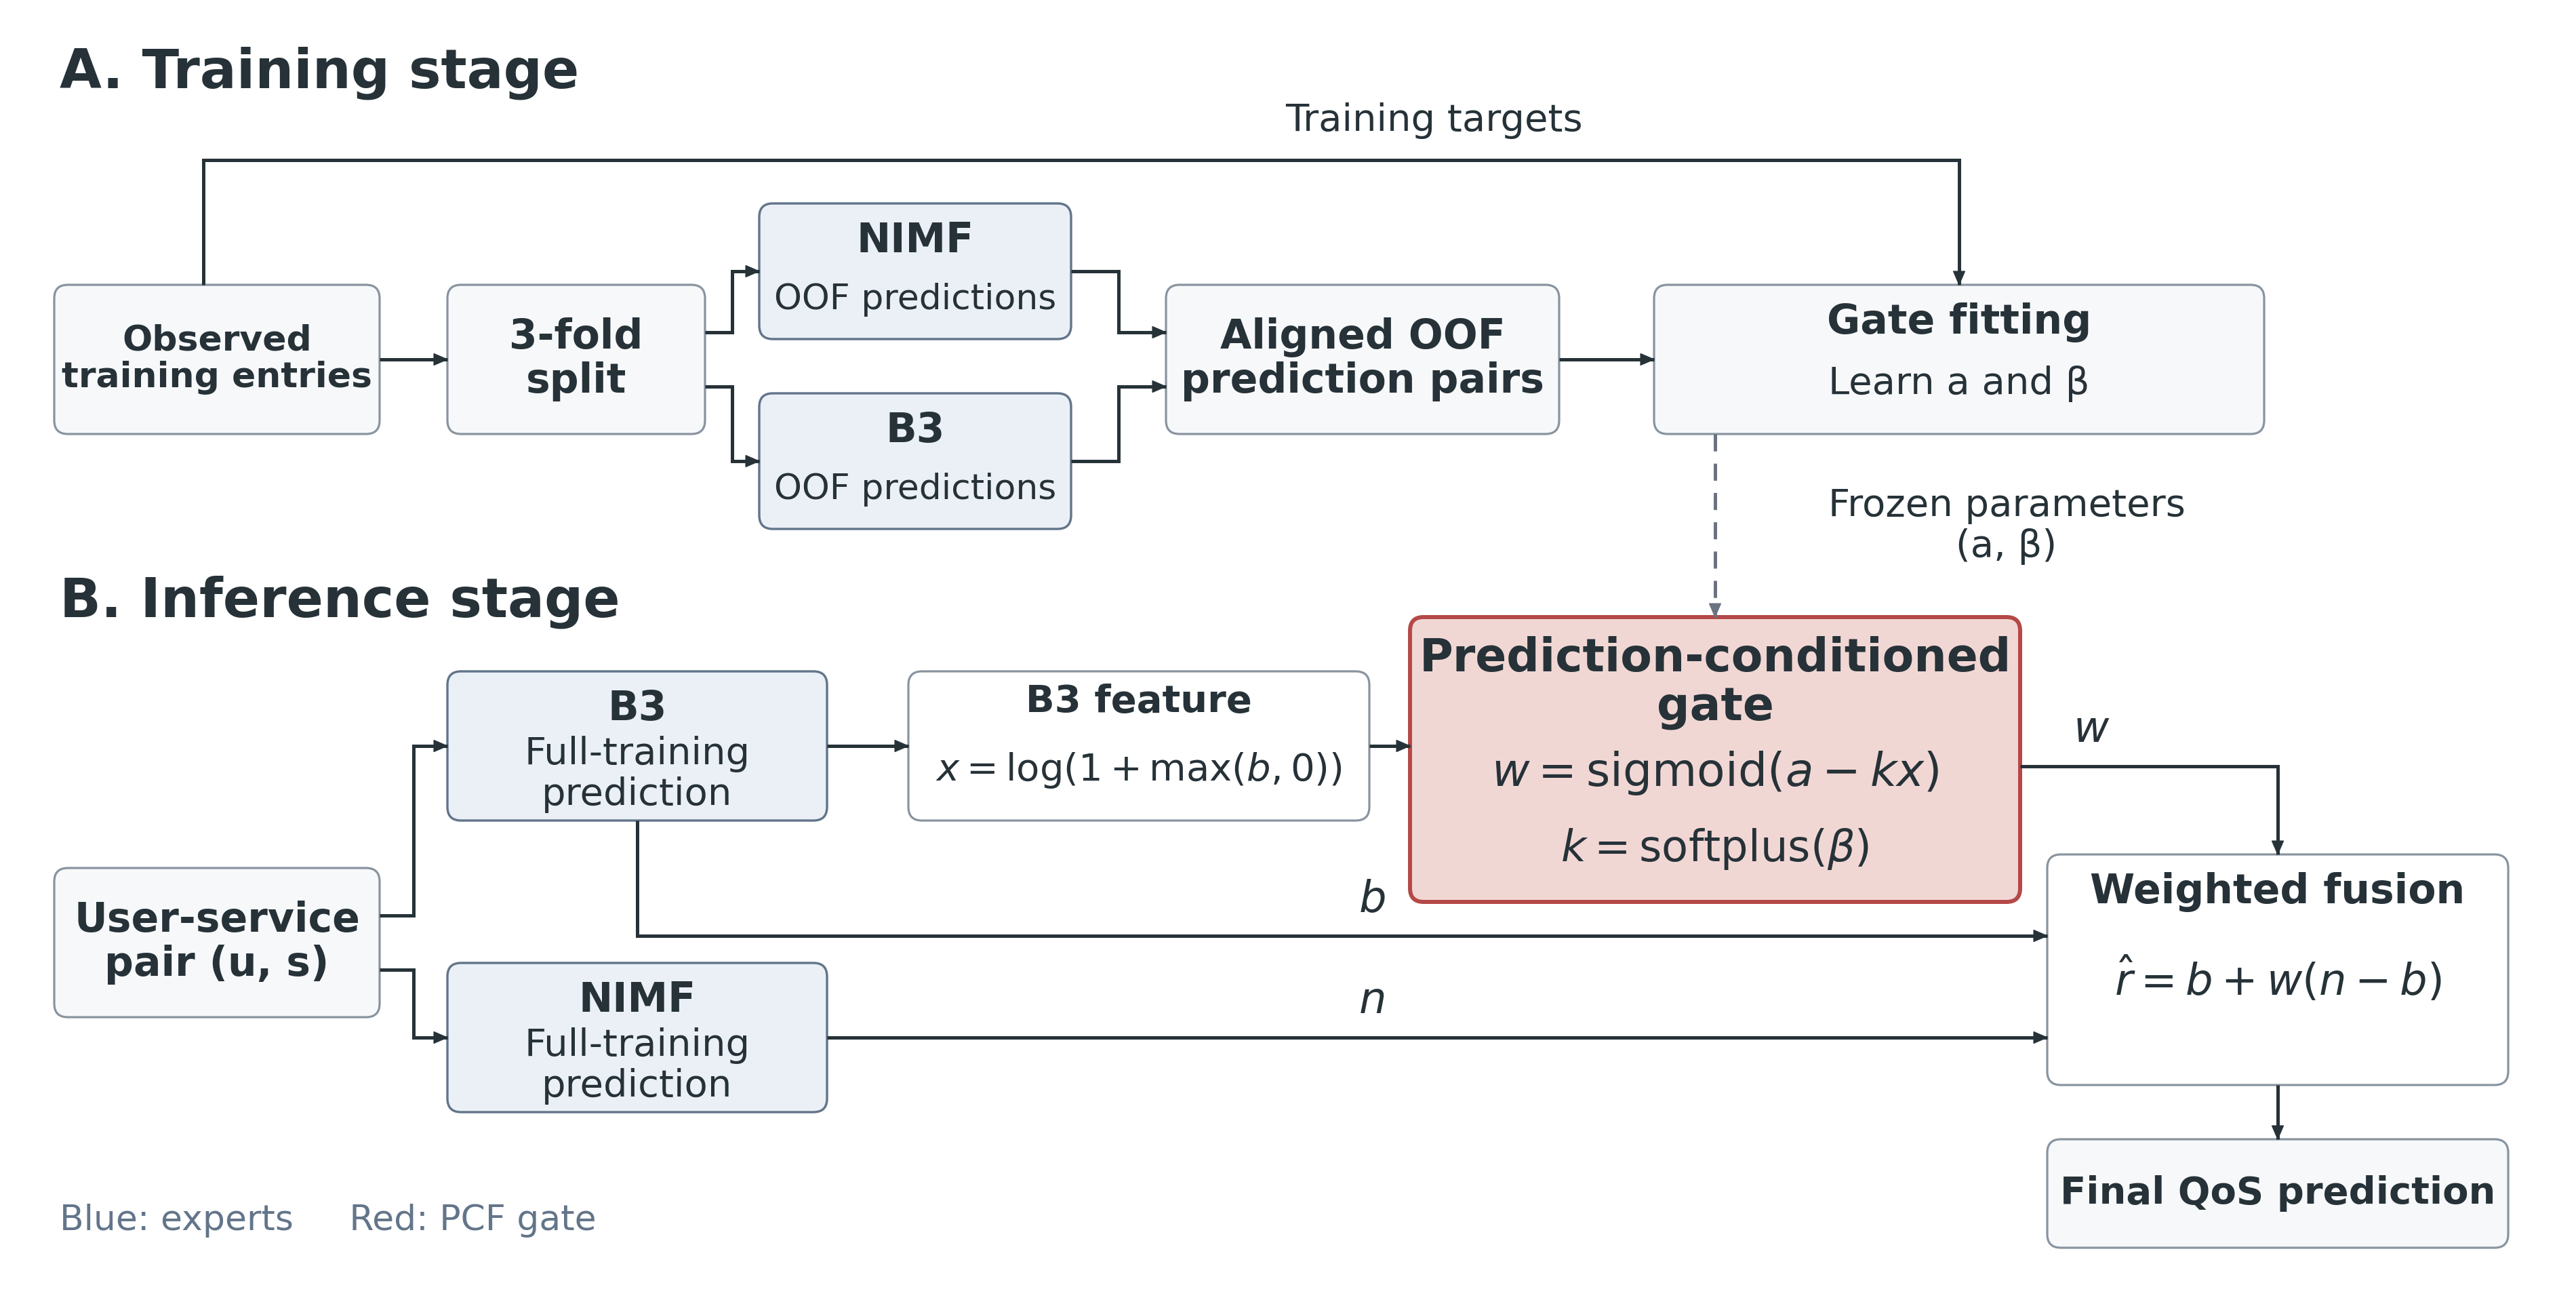 A. Training stage
Training targets
Observed
training entries
3-fold
split
NIMF
OOF predictions
B3
OOF predictions
Aligned OOF
prediction pairs
Gate fitting
Learn a and β
Frozen parameters
(a, β)
B. Inference stage
User-service
pair (u, s)
B3
Full-training
prediction
B3 feature
x = log(1 + max(b, 0))
Prediction-conditioned
gate
w = sigmoid(a − kx)
k = softplus(β)
w
b
NIMF
Full-training
prediction
n
Weighted fusion
r̂ = b + w(n − b)
Final QoS prediction
Blue: experts
Red: PCF gate